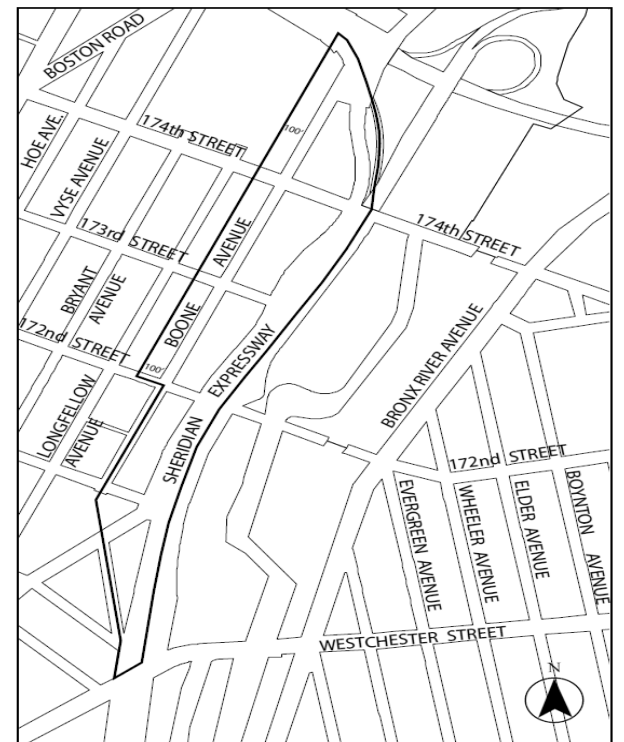 BOSTON ROAD
HOE AVE.
VYSE AVENUE
174th STREET
100'
173rd STREET
AVENUE
174th STREET
BRYANT
AVENUE
BOONE
172nd STREET
100'
EXPRESSWAY
BRONX RIVER AVENUE
LONGFELLOW
AVENUE
SHERIDIAN
172nd STREET
EVERGREEN AVENUE
WHEELER AVENUE
ELDER AVENUE
BOYNTON AVENUE
WESTCHESTER STREET
N